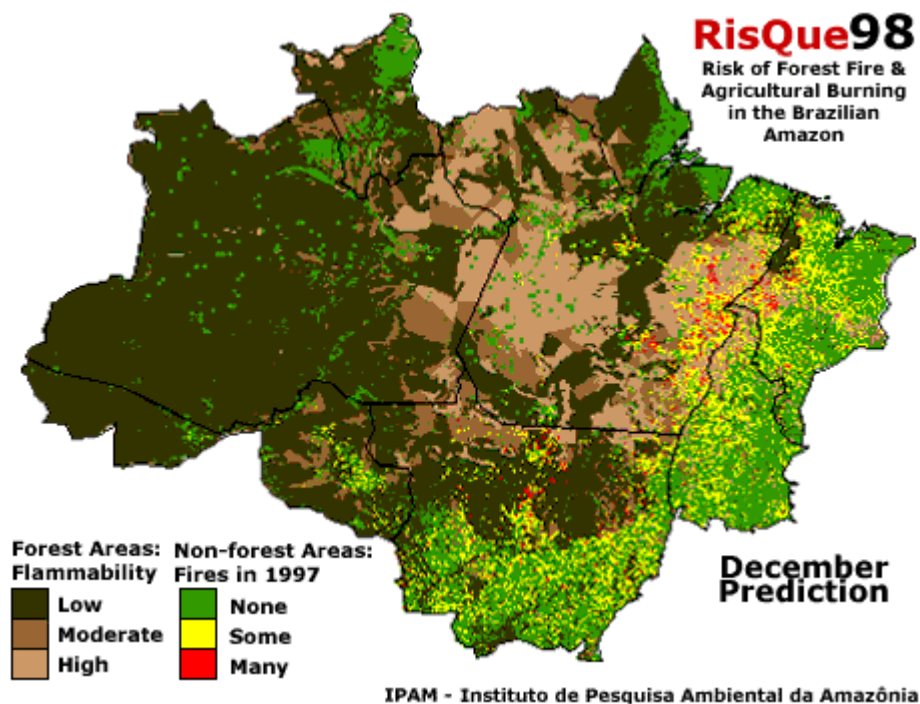 RisQue98
Risk of Forest Fire &
Agricultural Burning
in the Brazilian
Amazon
Forest Areas:
Flammability
Low
Moderate
High
Non-forest Areas:
Fires in 1997
None
Some
Many
December
Prediction
IPAM - Instituto de Pesquisa Ambiental da Amazônia